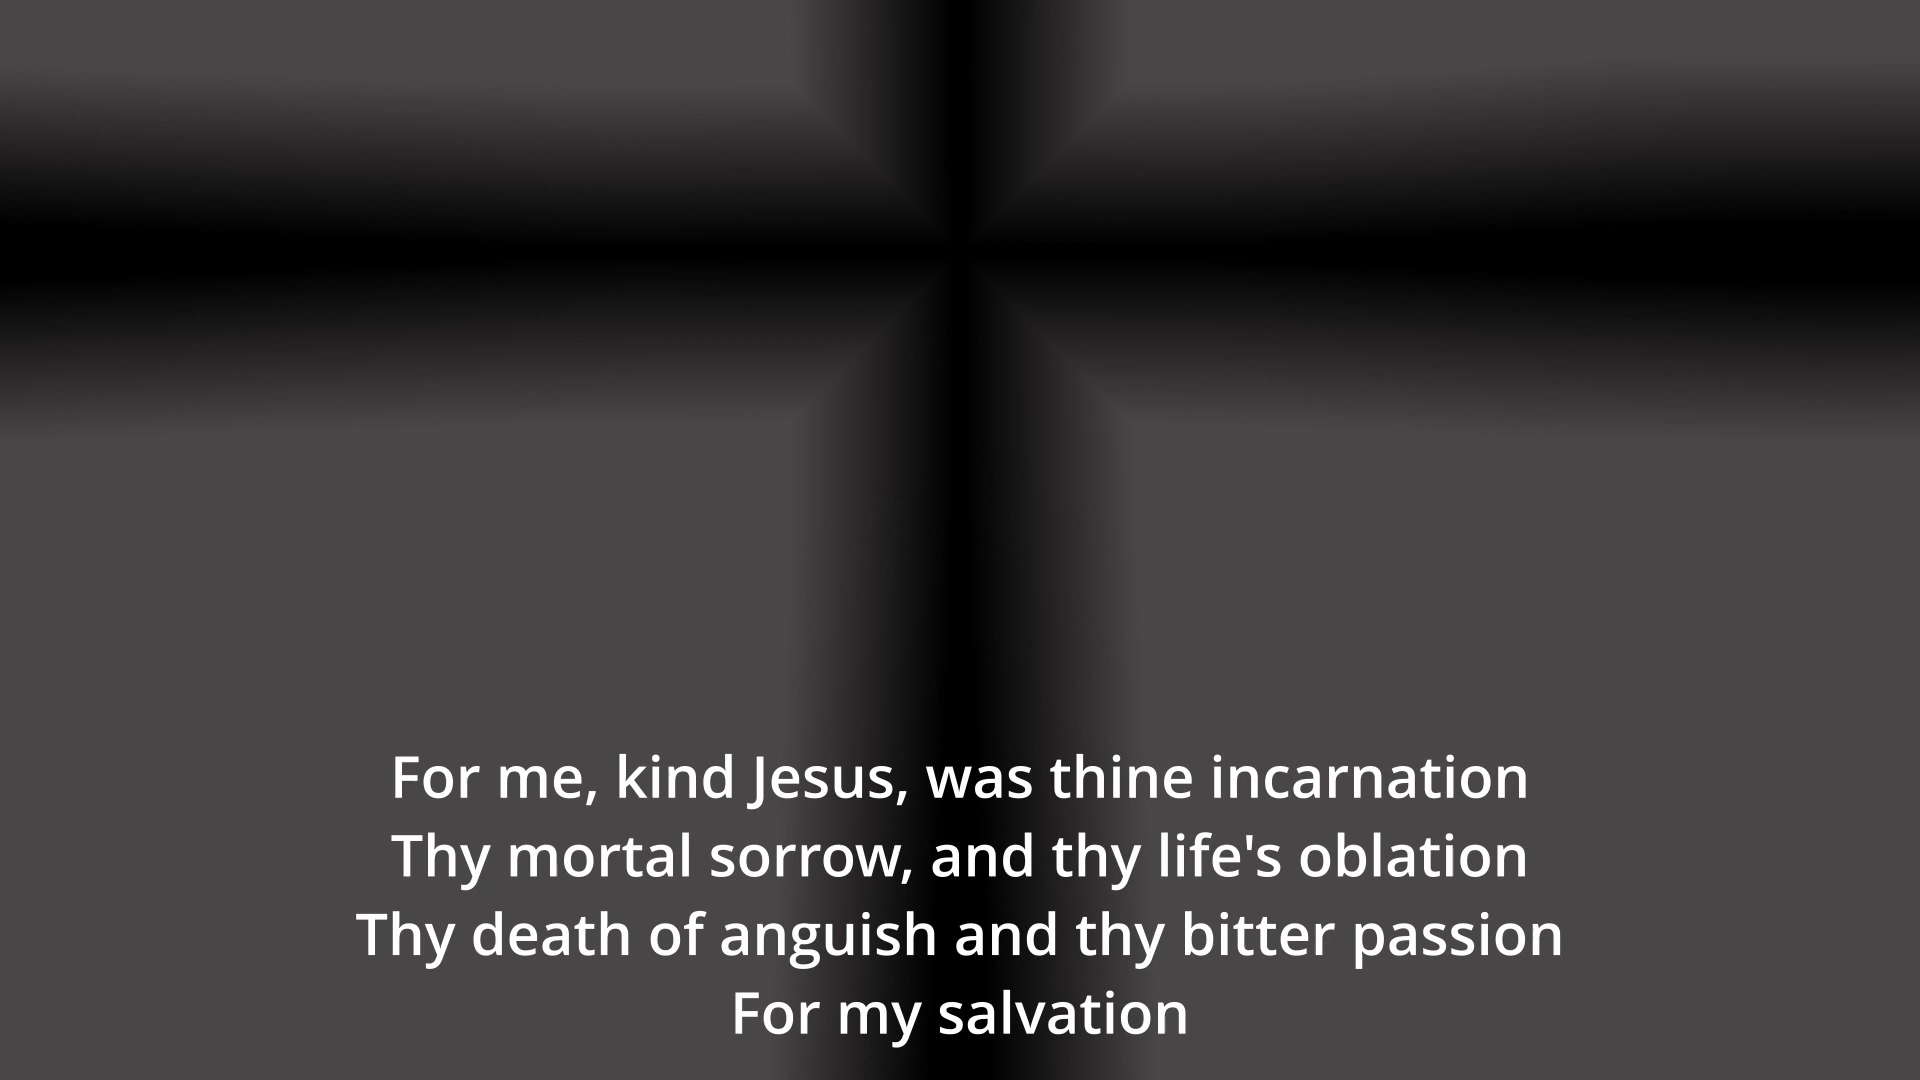 For me, kind Jesus, was thine incarnation
Thy mortal sorrow, and thy life's oblation
Thy death of anguish and thy bitter passion
For my salvation